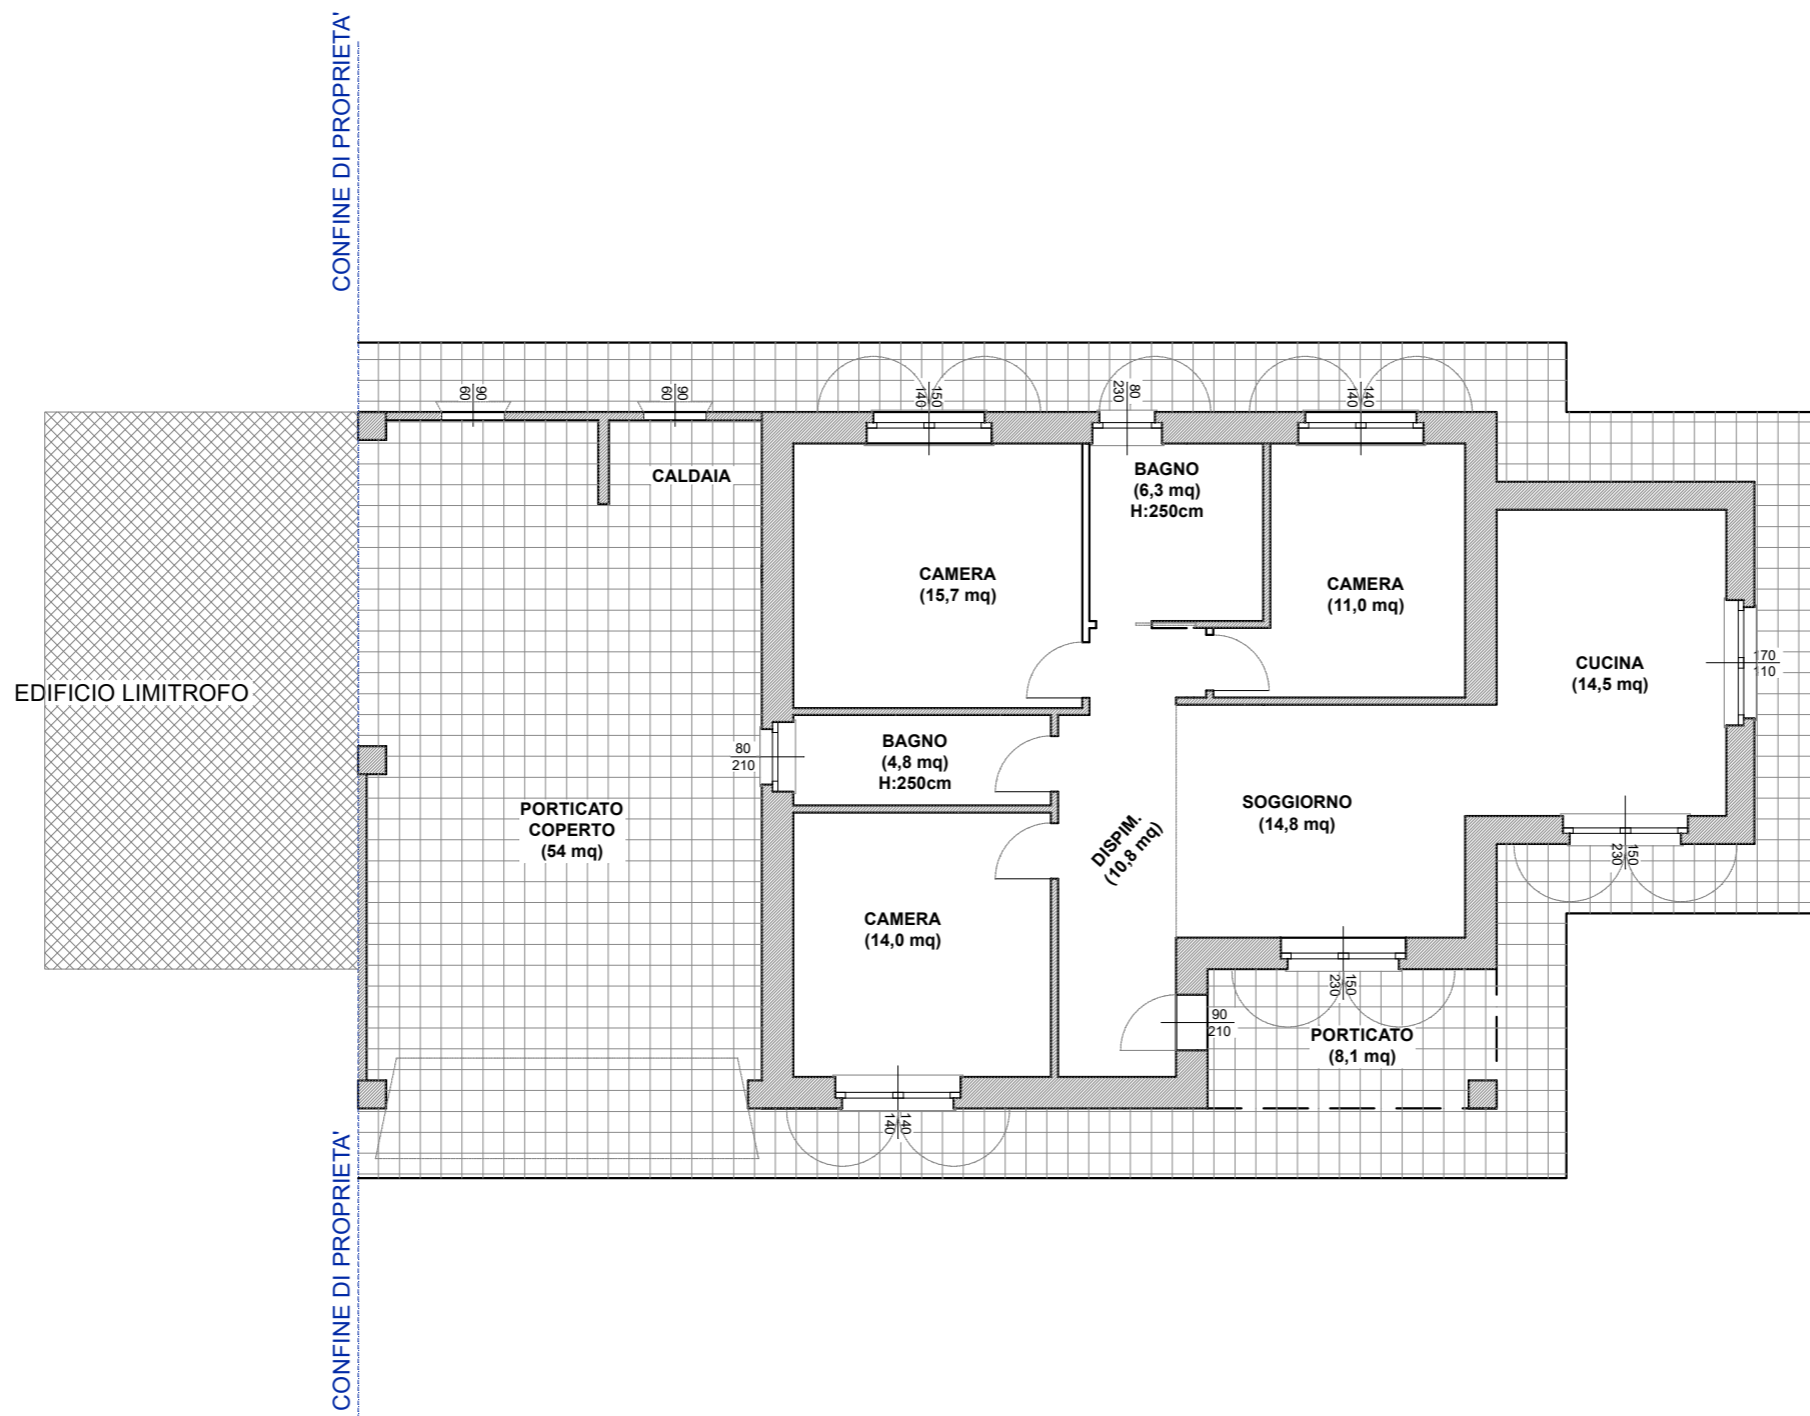 CONFINE DI PROPRIETA'
90
60
90
60
150
140
80
230
140
140
CALDAIA
BAGNO
(6,3 mq)
H:250cm
CAMERA
(15,7 mq)
CAMERA
(11,0 mq)
CUCINA
(14,5 mq)
170
110
EDIFICIO LIMITROFO
80
210
BAGNO
(4,8 mq)
H:250cm
PORTICATO
COPERTO
(54 mq)
DISPIM.
(10,8 mq)
SOGGIORNO
(14,8 mq)
150
230
CAMERA
(14,0 mq)
150
230
90
210
PORTICATO
(8,1 mq)
140
140
CONFINE DI PROPRIETA'